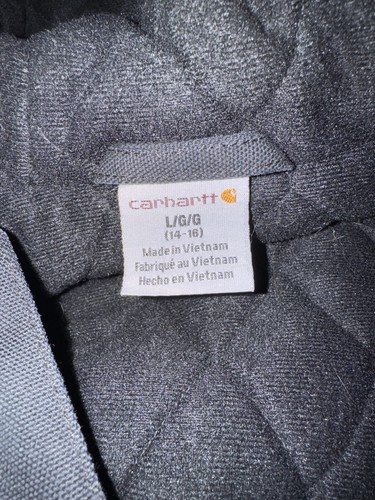 carhartt
L/G/G
(14-16)
Made in Vietnam
Fabriqué au Vietnam
Hecho en Vietnam